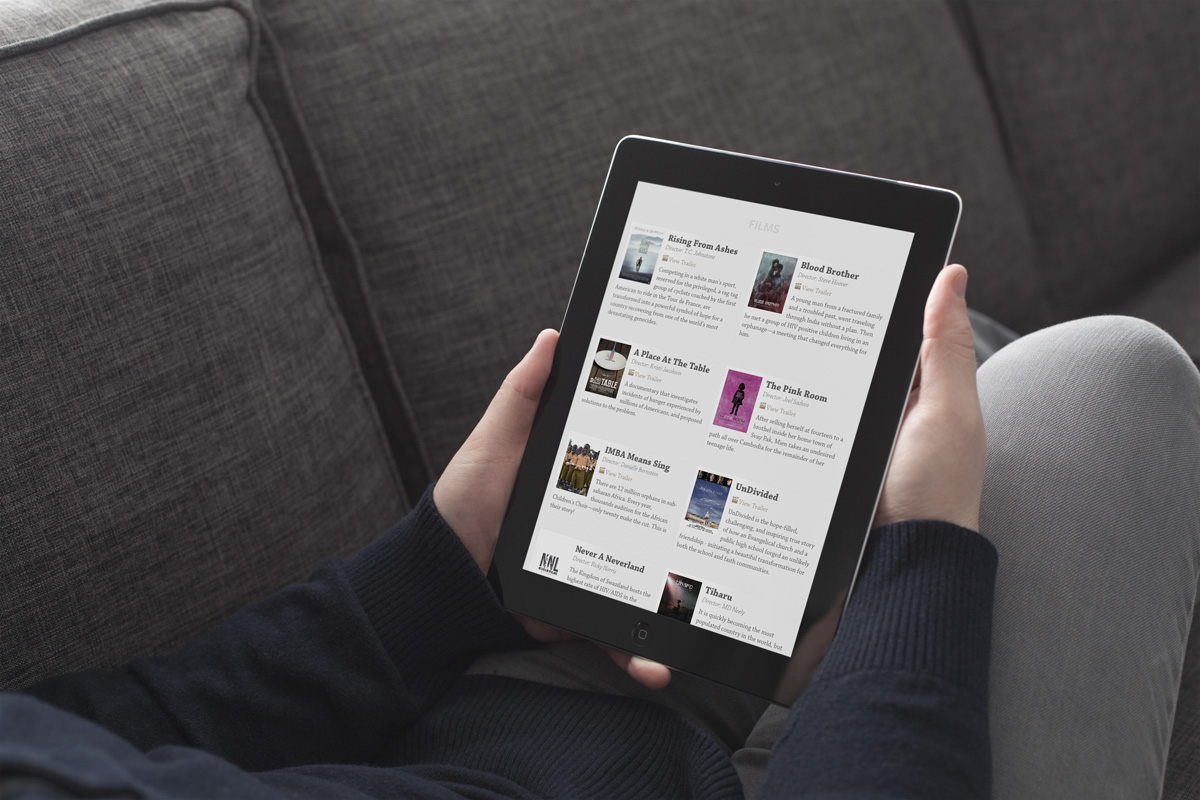 FILMS
Rising From Ashes
Director: T.C. Johnstone
View Trailer
Competing in a white man's sport,
reserved for the privileged, a rag tag
group of cyclists coached by the first
American to ride in the Tour de France, are
transformed into a powerful symbol of hope for a
country recovering from one of the world's most
devastating genocides.
Blood Brother
Director: Steve Hoover
View Trailer
A young man from a fractured family
and a troubled past, went traveling
through India without a plan. Then
he met a group of HIV positive children living in an
orphanage—a meeting that changed everything for
him.
A Place At The Table
Director: Kristi Jacobson
View Trailer
A documentary that investigates
incidents of hunger experienced by
millions of Americans, and proposed
solutions to the problem.
TABLE
The Pink Room
Director: Joel Sadler
View Trailer
After selling herself at fourteen to a
brothel inside her home town of
Svay Pak, Mien takes an undesired
path all over Cambodia for the remainder of her
teenage life.
IMBA Means Sing
Director: Danielle Bernstein
View Trailer
There are 12 million orphans in sub-
saharan Africa. Every year,
thousands audition for the African
Children's Choir—only twenty make the cut. This is
their story!
UnDivided
View Trailer
UnDivided is the hope-filled,
challenging, and inspiring true story
of how an Evangelical church and a
public high school forged an unlikely
friendship - initiating a beautiful transformation for
both the school and faith communities.
NNL
Never A Neverland
Director: Ricky Norris
The Kingdom of Swaziland hosts the
highest rate of HIV/AIDS in the
Tiharu
Director: MD Neely
It is quickly becoming the most
populated country in the world, but